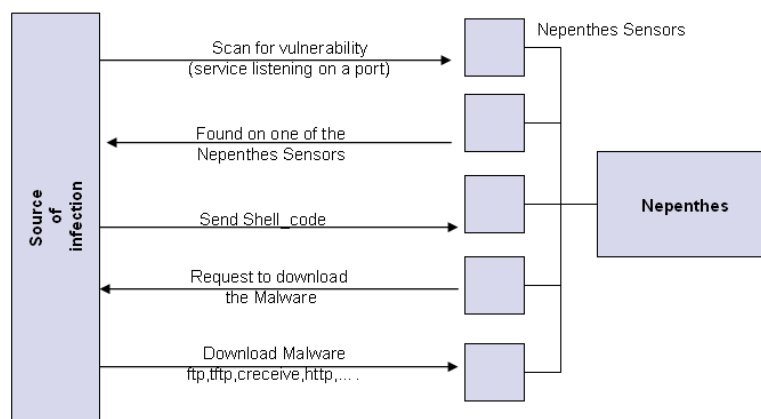 Nepenthes Sensors
Scan for vulnerability
(service listening on a port)
Found on one of the
Nepenthes Sensors
Source
of
infection
Nepenthes
Send Shell_code
Request to download
the Malware
Download Malware
ftp,tftp,creceive,http,... .